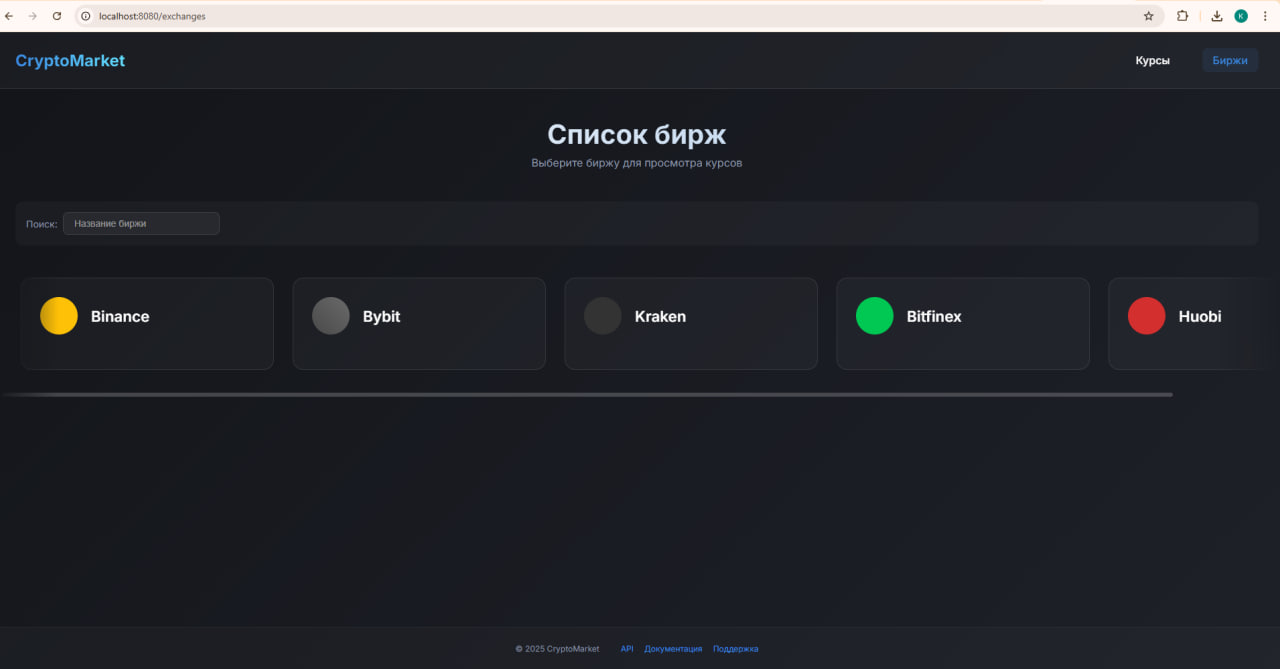 localhost:8080/exchanges
K
CryptoMarket
Курсы
Биржи
Список бирж
Выберите биржу для просмотра курсов
Поиск:
Название биржи
Binance
Bybit
Kraken
Bitfinex
Huobi
© 2025 CryptoMarket
API
Документация
Поддержка